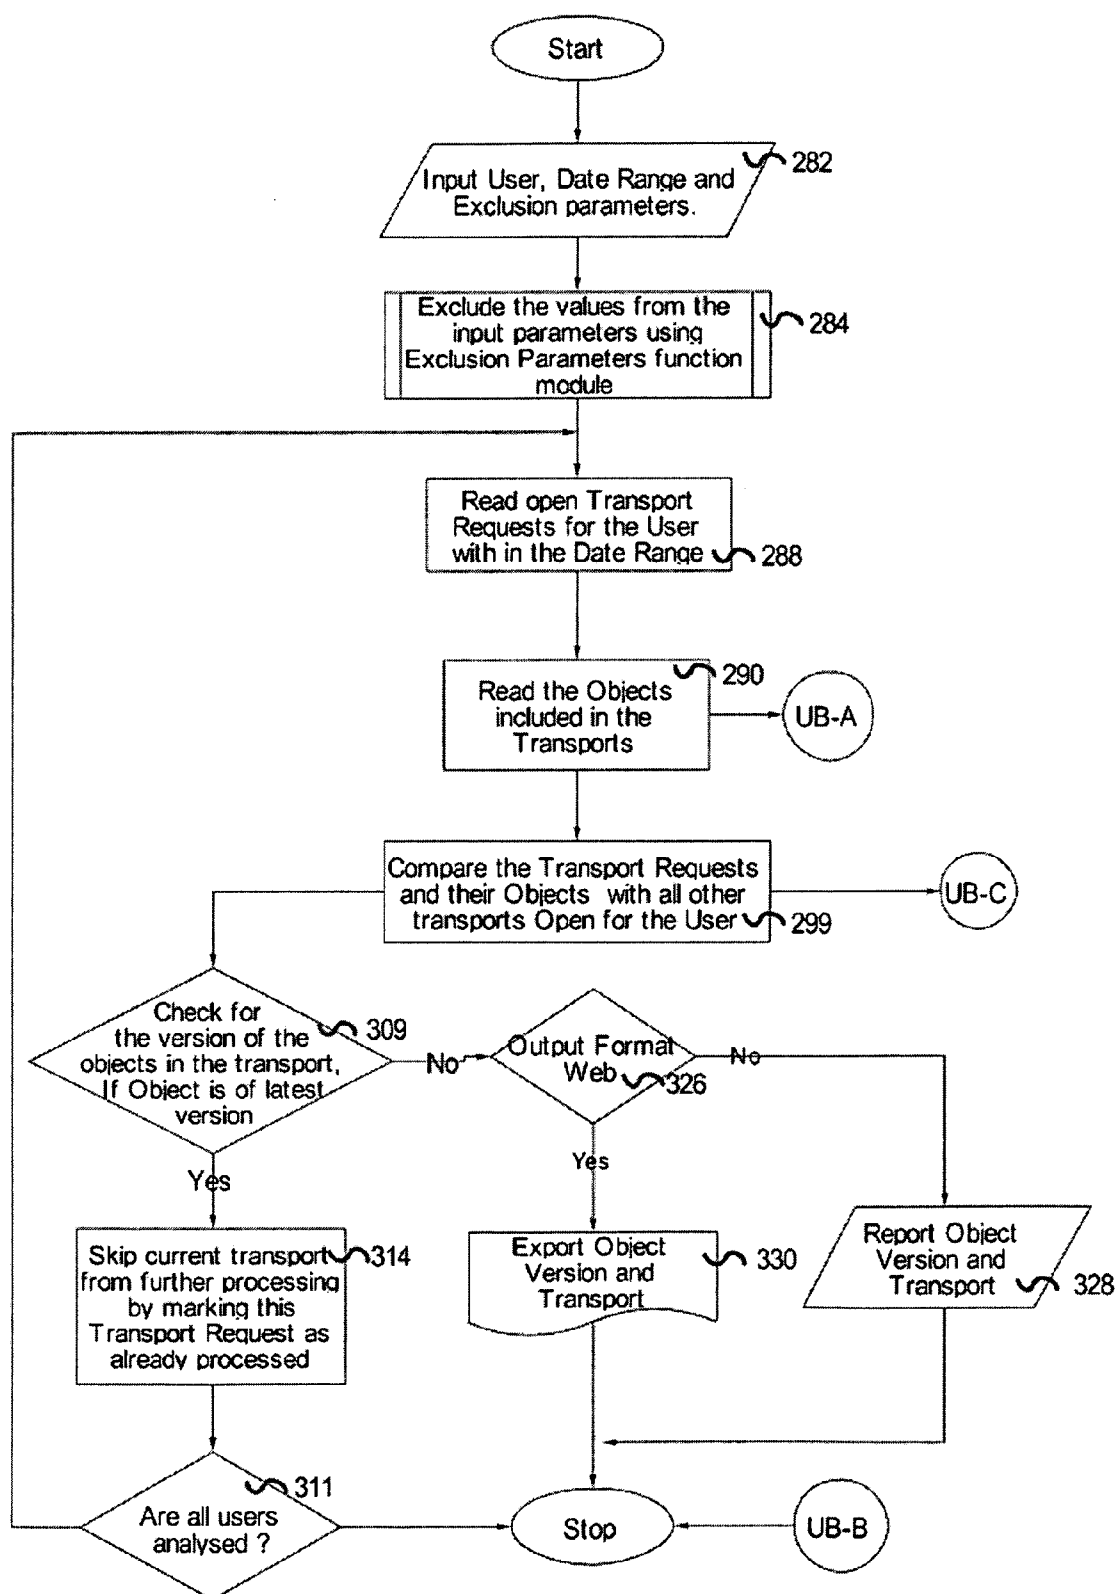 Start
Input User, Date Range and
Exclusion parameters.
282
Exclude the values from the
input parameters using
Exclusion Parameters function
module
284
Read open Transport
Requests for the User
with in the Date Range
288
290
Read the Objects
included in the
Transports
UB-A
Compare the Transport Requests
and their Objects with all other
transports Open for the User
299
UB-C
Check for
the version of the
objects in the transport,
If Object is of latest
version
309
No
Output Format
Web
326
No
Yes
Yes
Skip current transport
from further processing
by marking this
Transport Request as
already processed
314
Export Object
Version and
Transport
330
Report Object
Version and
Transport
328
311
Are all users
analysed ?
Stop
UB-B